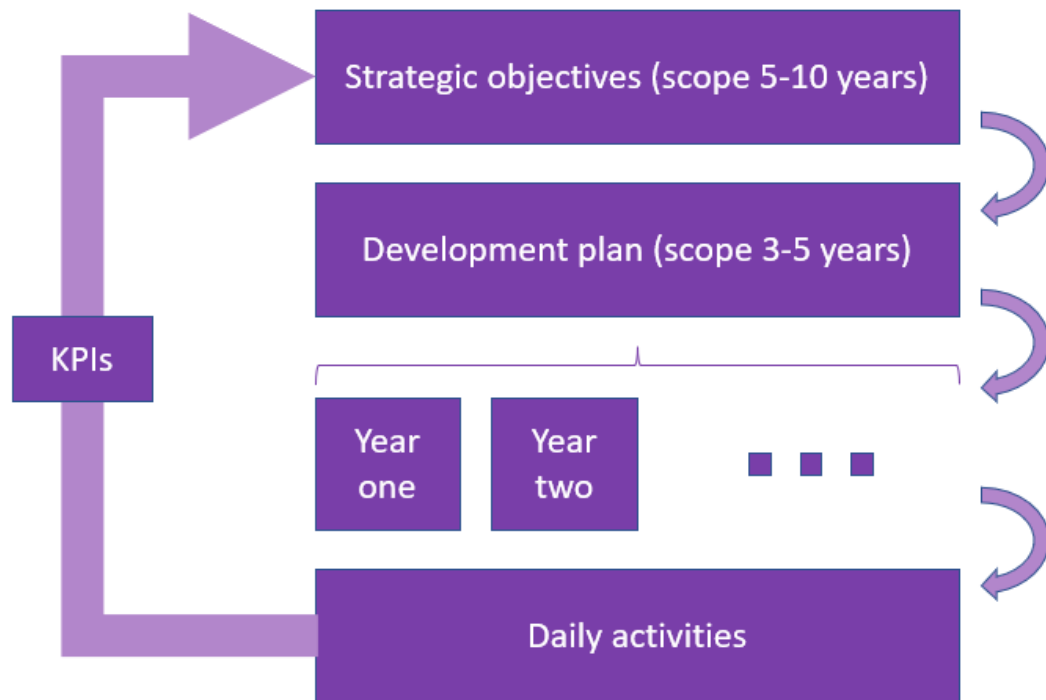 Strategic objectives (scope 5-10 years)
Development plan (scope 3-5 years)
KPIs
Year
one
Year
two
Daily activities